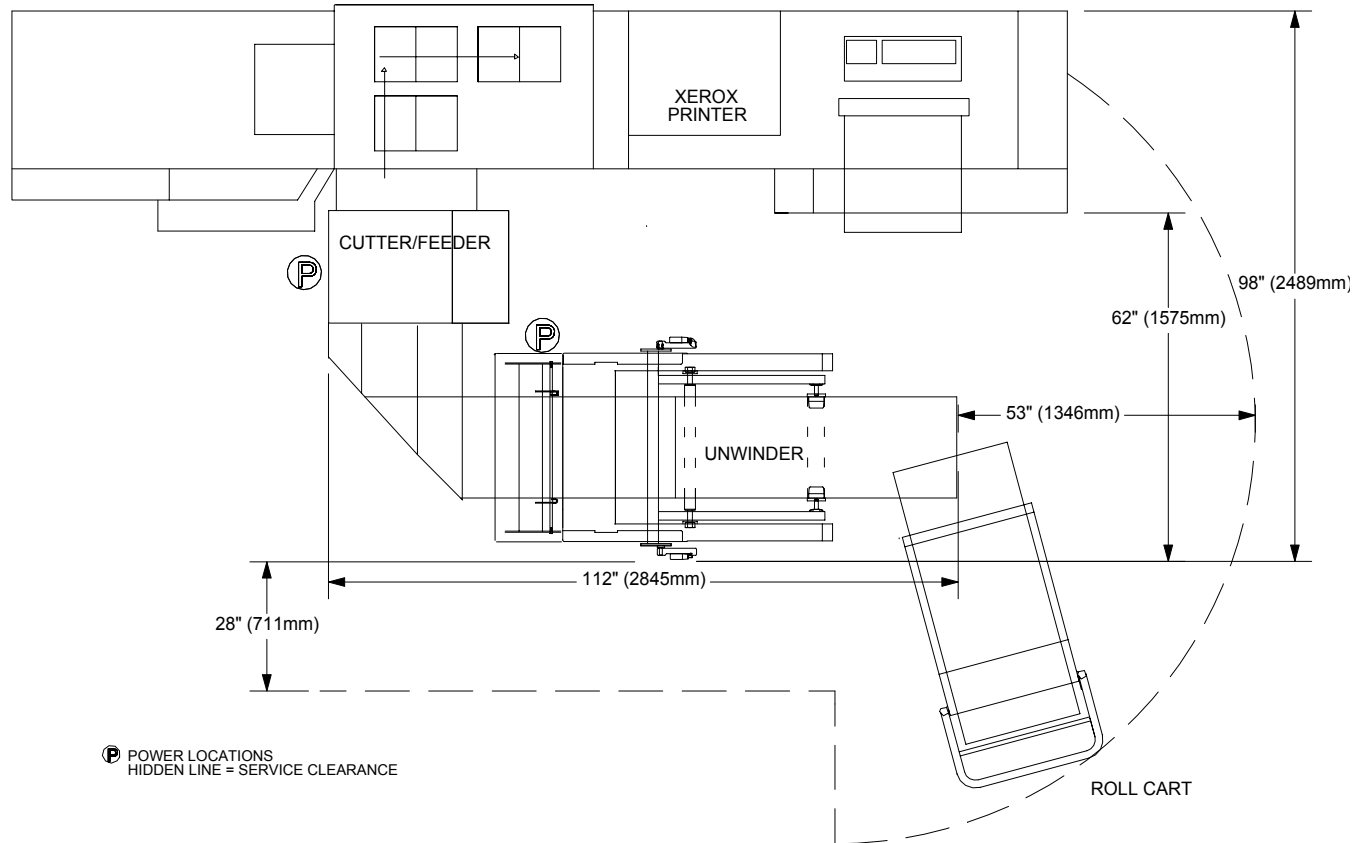 XEROX
PRINTER
CUTTER/FEEDER
P
98" (2489mm)
62" (1575mm)
P
53" (1346mm)
UNWINDER
112" (2845mm)
28" (711mm)
P POWER LOCATIONS
HIDDEN LINE = SERVICE CLEARANCE
ROLL CART